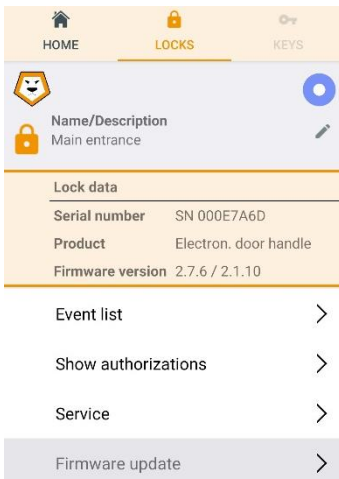 HOME LOCKS KEYS
Name/Description
Main entrance
Lock data
Serial number SN 000E7A6D
Product Electron. door handle
Firmware version 2.7.6 / 2.1.10
Event list
Show authorizations
Service
Firmware update